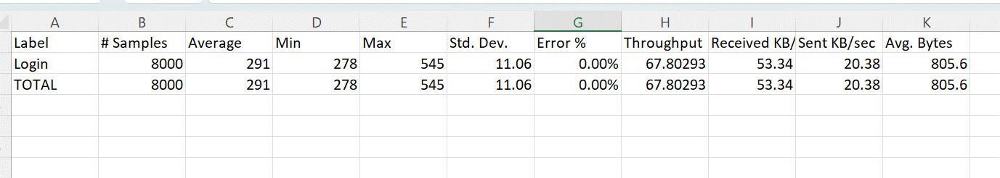 A B C D E F G H I J K
Label # Samples Average Min Max Std. Dev. Error % Throughput Received KB/ Sent KB/sec Avg. Bytes
Login 8000 291 278 545 11.06 0.00% 67.80293 53.34 20.38 805.6
TOTAL 8000 291 278 545 11.06 0.00% 67.80293 53.34 20.38 805.6